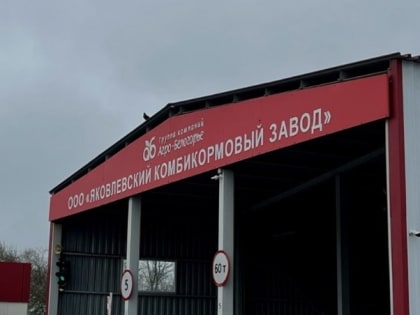 Группа компаний
Агро-Белогорье
ООО «ЯКОВЛЕВСКИЙ КОМБИКОРМОВЫЙ ЗАВОД»
5
60 т